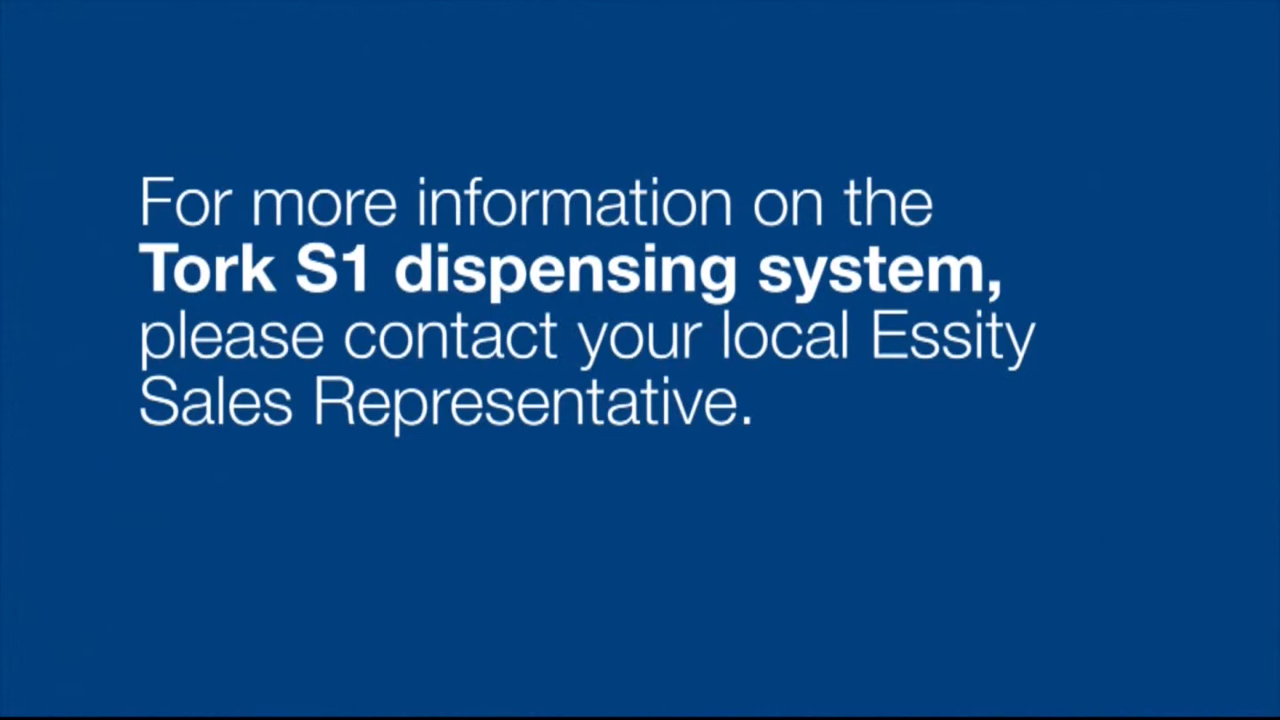 For more information on the
Tork S1 dispensing system,
please contact your local Essity
Sales Representative.